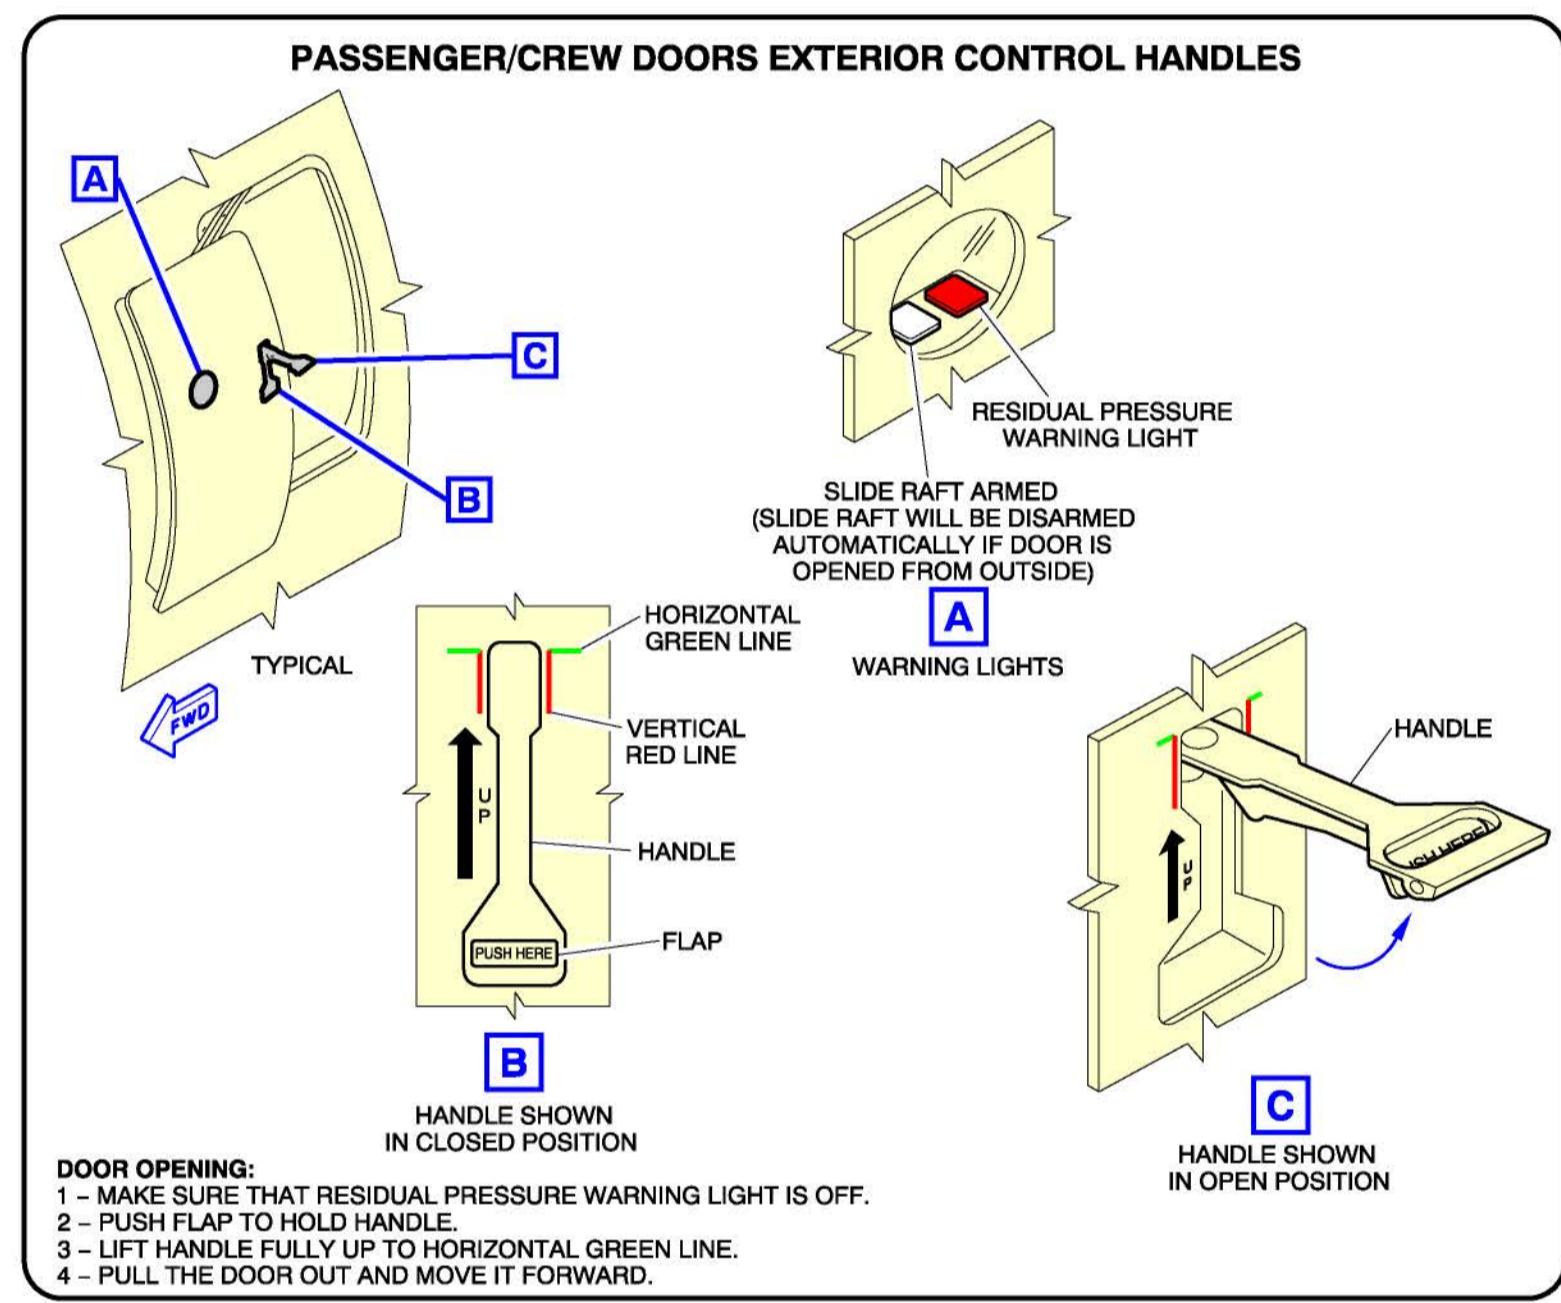 PASSENGER/CREW DOORS EXTERIOR CONTROL HANDLES
A
C
B
TYPICAL
FWD
RESIDUAL PRESSURE
WARNING LIGHT
SLIDE RAFT ARMED
(SLIDE RAFT WILL BE DISARMED
AUTOMATICALLY IF DOOR IS
OPENED FROM OUTSIDE)
A
WARNING LIGHTS
HORIZONTAL
GREEN LINE
VERTICAL
RED LINE
UP
HANDLE
FLAP
PUSH HERE
B
HANDLE SHOWN
IN CLOSED POSITION
HANDLE
USH HERE
UP
C
HANDLE SHOWN
IN OPEN POSITION
DOOR OPENING:
1 – MAKE SURE THAT RESIDUAL PRESSURE WARNING LIGHT IS OFF.
2 – PUSH FLAP TO HOLD HANDLE.
3 – LIFT HANDLE FULLY UP TO HORIZONTAL GREEN LINE.
4 – PULL THE DOOR OUT AND MOVE IT FORWARD.